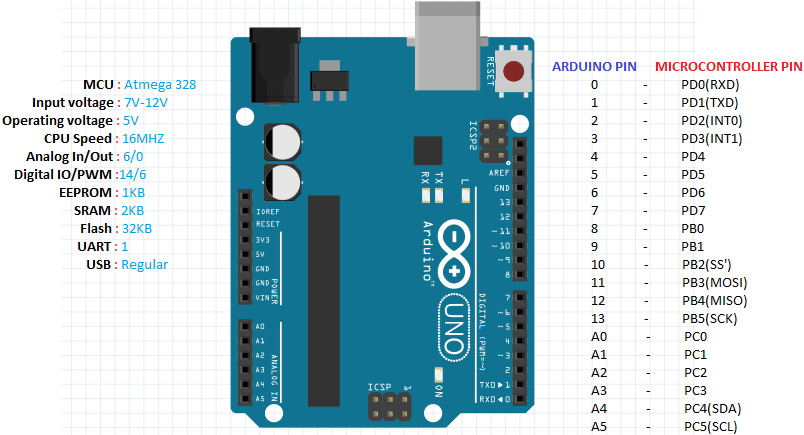 MCU : Atmega 328
Input voltage : 7V-12V
Operating voltage : 5V
CPU Speed : 16MHZ
Analog In/Out : 6/0
Digital IO/PWM :14/6
EEPROM : 1KB
SRAM : 2KB
Flash : 32KB
UART : 1
USB : Regular
RESET
ICSP2
AREF
GND
13
12
~ 11
~ 10
~ 9
8
7
~ 6
~ 5
4
~ 3
2
TXD ▶ 1
RXD ◀ 0
DIGITAL (PWM=~)
RX
TX
L
Arduino™
UNO
ON
IOREF
RESET
3V3
5V
GND
GND
VIN
POWER
A0
A1
A2
A3
A4
A5
ANALOG IN
ICSP
1
ARDUINO PIN MICROCONTROLLER PIN
0 - PD0(RXD)
1 - PD1(TXD)
2 - PD2(INT0)
3 - PD3(INT1)
4 - PD4
5 - PD5
6 - PD6
7 - PD7
8 - PB0
9 - PB1
10 - PB2(SS')
11 - PB3(MOSI)
12 - PB4(MISO)
13 - PB5(SCK)
A0 - PC0
A1 - PC1
A2 - PC2
A3 - PC3
A4 - PC4(SDA)
A5 - PC5(SCL)